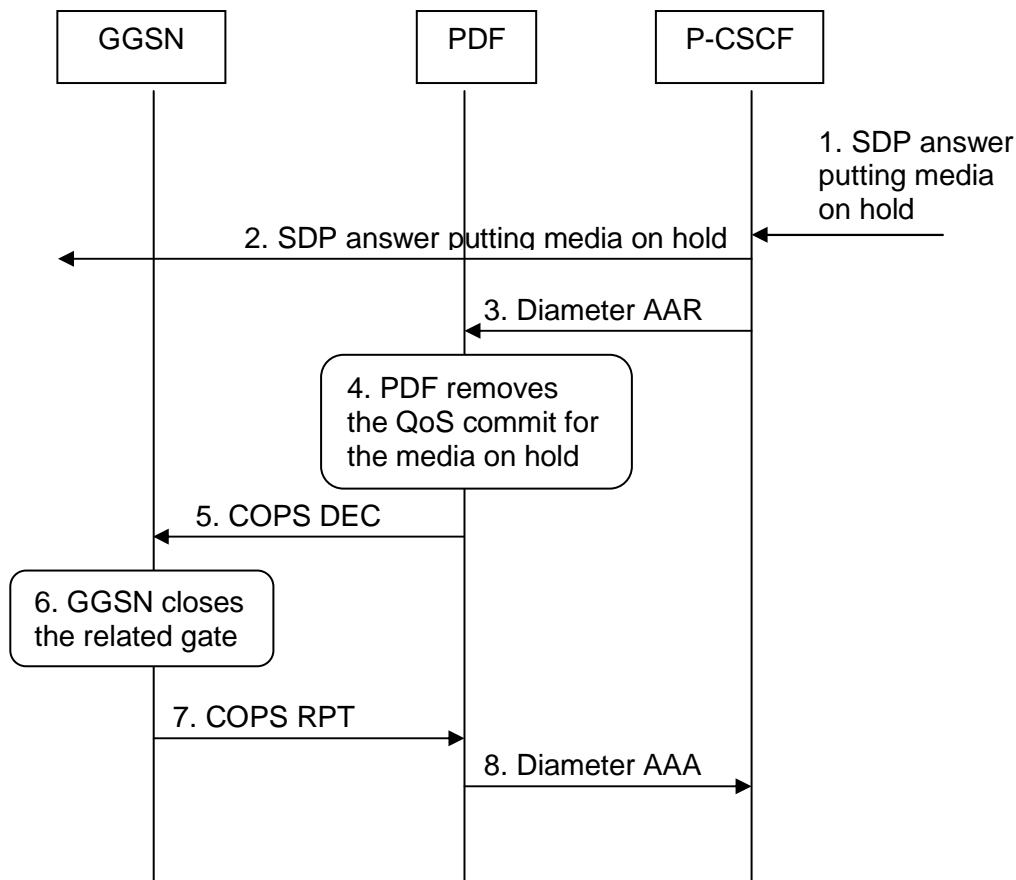 GGSN
PDF
P-CSCF
1. SDP answer
putting media
on hold
2. SDP answer putting media on hold
3. Diameter AAR
4. PDF removes
the QoS commit for
the media on hold
5. COPS DEC
6. GGSN closes
the related gate
7. COPS RPT
8. Diameter AAA